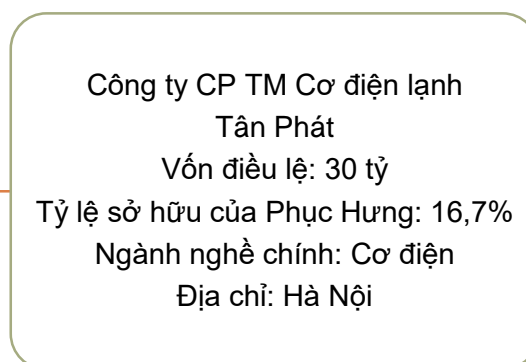 Công ty CP TM Cơ điện lạnh
Tân Phát
Vốn điều lệ: 30 tỷ
Tỷ lệ sở hữu của Phục Hưng: 16,7%
Ngành nghề chính: Cơ điện
Địa chỉ: Hà Nội